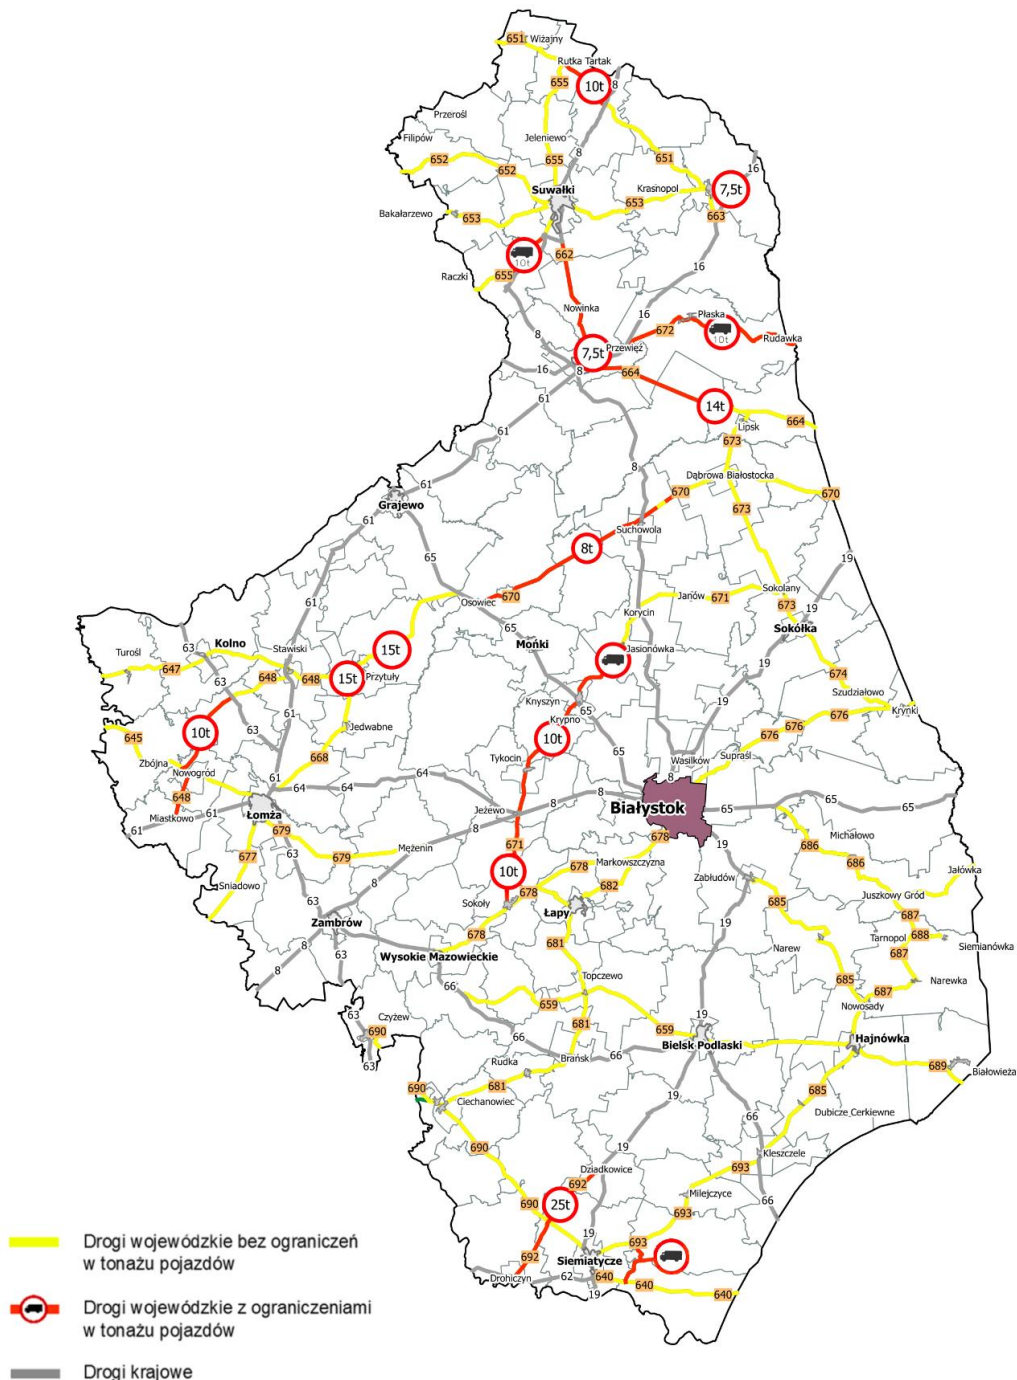 651 Wiżajny
Rutka Tartak
655
10t
8
Przerośl
Filipów
Jeleniewo
8
652
652
655
651
16
Suwałki
Krasnopol
653
7,5t
Bakałarzewo
653
663
10t
662
Raczki
655
16
Nowinka
8
16
672
Płaska
10t
Rudawka
7,5t
Przewięź
16
8
664
61
14t
664
Lipsk
61
673
8
Dąbrowa Białostocka
61
670
670
Grajewo
673
61
Suchowola
65
8t
19
61
Osowiec
670
Janów
671
Sokolany
673
19
Korycin
65
Sokółka
Kolno
63
Stawiski
Mońki
Jasionówka
15t
Turośl
647
648
648
15t
Przytuły
19
674
Szudziałowo
63
Knyszyn
65
Krynki
10t
61
Jedwabne
Krypno
676
676
645
63
668
10t
65
676
Supraśl
Zbójna
Tykocin
Wasilków
Nowogród
61
64
8
648
64
64
8
8
65
65
65
Miastkowo
61
Łomża
Jeżewo
Białystok
61
679
8
671
678
19
686
Michałowo
677
63
679
Mężenin
10t
678
Markowszczyzna
686
Jałówka
Sniadowo
8
682
Zabłudów
Juszkowy Gród
63
Sokoły
678
Łapy
685
687
Zambrów
678
19
Tarnopol
688
8
63
Wysokie Mazowieckie
681
Narew
687
Siemianówka
Topczewo
685
687
Narewka
66
659
Nowosady
63
Czyżew
681
659
19
690
66
66
Bielsk Podlaski
Hajnówka
63
Rudka
Brańsk
689
Białowieża
690
681
Ciechanowiec
19
685
66
Dubicze Cerkiewne
690
19
Kleszczele
Dziadkowice
693
692
690
25t
Milejczyce
66
693
19
693
692
Siemiatycze
Drohiczyn
62
640
640
19
640
Drogi wojewódzkie bez ograniczeń
w tonażu pojazdów
Drogi wojewódzkie z ograniczeniami
w tonażu pojazdów
Drogi krajowe